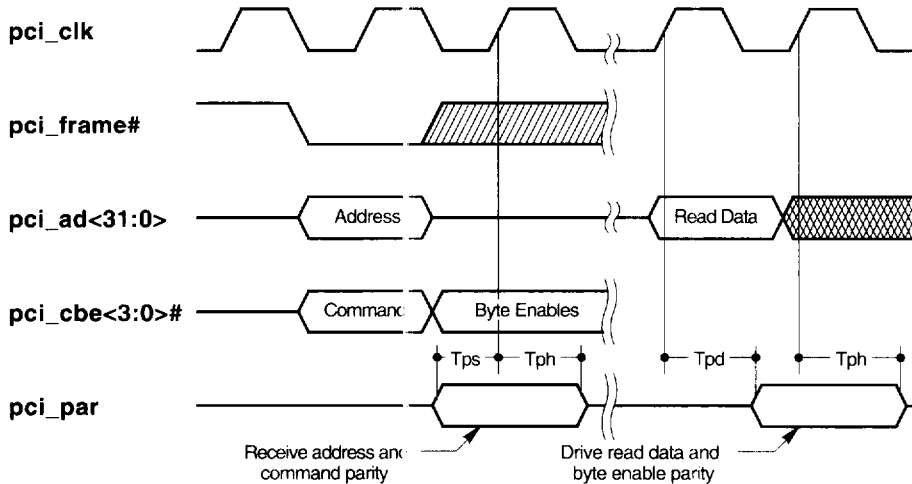 pci_clk
pci_frame#
pci_ad<31:0>
Address
Read Data
pci_cbe<3:0>#
Command
Byte Enables
Tps
Tph
Tpd
Tph
pci_par
Receive address and
command parity
Drive read data and
byte enable parity